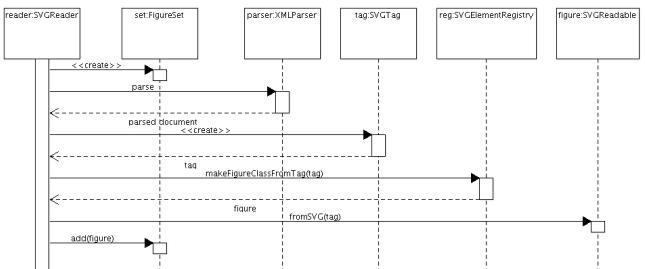 reader:SVGReader
set:FigureSet
parser:XMLParser
tag:SVGTag
reg:SVGElementRegistry
figure:SVGReadable
<<create>>
parse
parsed document
<<create>>
tag
makeFigureClassFromTag(tag)
figure
fromSVG(tag)
add(figure)